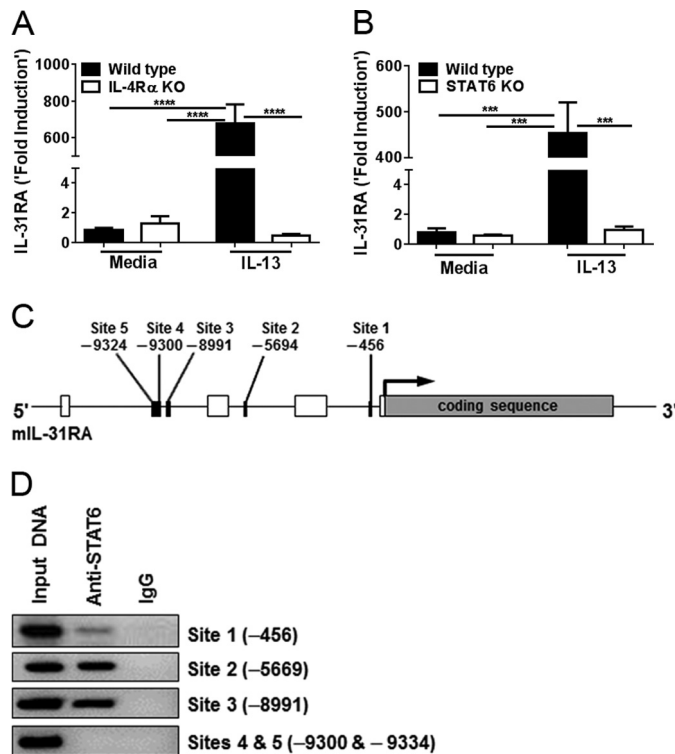 A
IL-31RA ('Fold Induction')
1000
800
600
4
2
0
Wild type
IL-4Rα KO
****
****
****
Media
IL-13
B
IL-31RA ('Fold Induction')
600
500
400
4
2
0
Wild type
STAT6 KO
***
***
***
Media
IL-13
C
Site 5 Site 4 Site 3 Site 2 Site 1
−9324 −9300 −8991 −5694 −456
5' coding sequence 3'
mIL-31RA
D
Input DNA
Anti-STAT6
IgG
Site 1 (−456)
Site 2 (−5669)
Site 3 (−8991)
Sites 4 & 5 (−9300 & −9334)